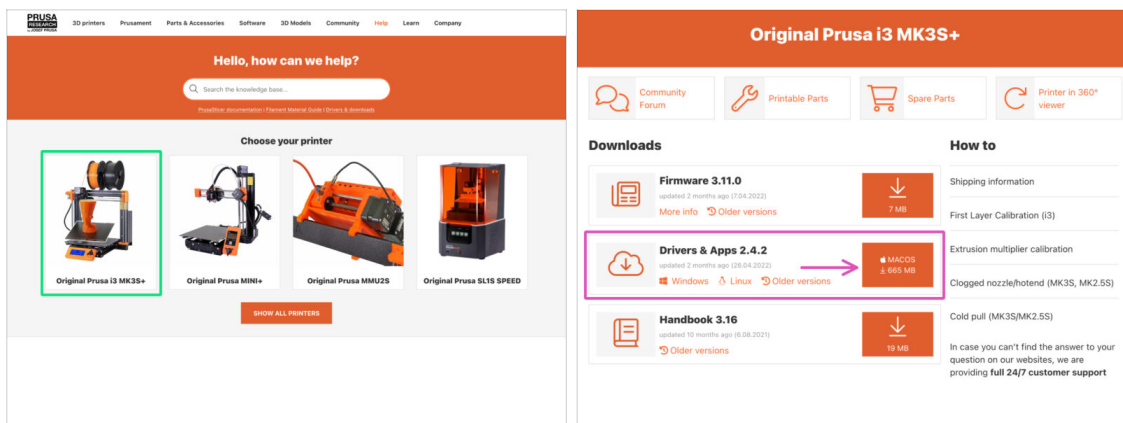 PRUSA
RESEARCH
by JOSEF PRUSA
3D printers Prusament Parts & Accessories Software 3D Models Community Help Learn Company
Hello, how can we help?
Search the knowledge base...
PrusaSlicer documentation | Filament Material Guide | Drivers & downloads
Choose your printer
Original Prusa i3 MK3S+
Original Prusa MINI+
Original Prusa MMU2S
Original Prusa SL1S SPEED
SHOW ALL PRINTERS
Original Prusa i3 MK3S+
Community
Forum
Printable Parts
Spare Parts
Printer in 360°
viewer
Downloads
Firmware 3.11.0
updated 2 months ago (7.04.2022)
More info Older versions
7 MB
Drivers & Apps 2.4.2
updated 2 months ago (26.04.2022)
Windows Linux Older versions
MACOS
665 MB
Handbook 3.16
updated 10 months ago (6.08.2021)
Older versions
19 MB
How to
Shipping information
First Layer Calibration (i3)
Extrusion multiplier calibration
Clogged nozzle/hotend (MK3S, MK2.5S)
Cold pull (MK3S/MK2.5S)
In case you can't find the answer to your
question on our websites, we are
providing full 24/7 customer support